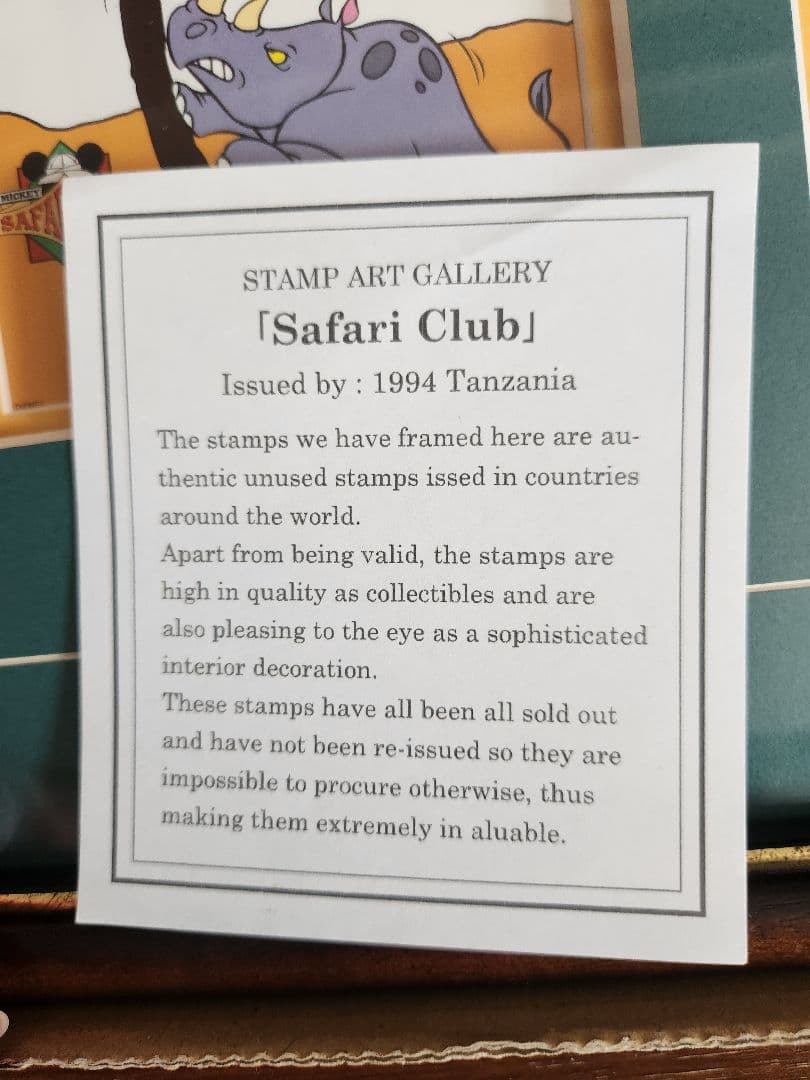 MICKEY
SAFA
STAMP ART GALLERY
「Safari Club」
Issued by : 1994 Tanzania
The stamps we have framed here are au-
thentic unused stamps issed in countries
around the world.
Apart from being valid, the stamps are
high in quality as collectibles and are
also pleasing to the eye as a sophisticated
interior decoration.
These stamps have all been all sold out
and have not been re-issued so they are
impossible to procure otherwise, thus
making them extremely in aluable.